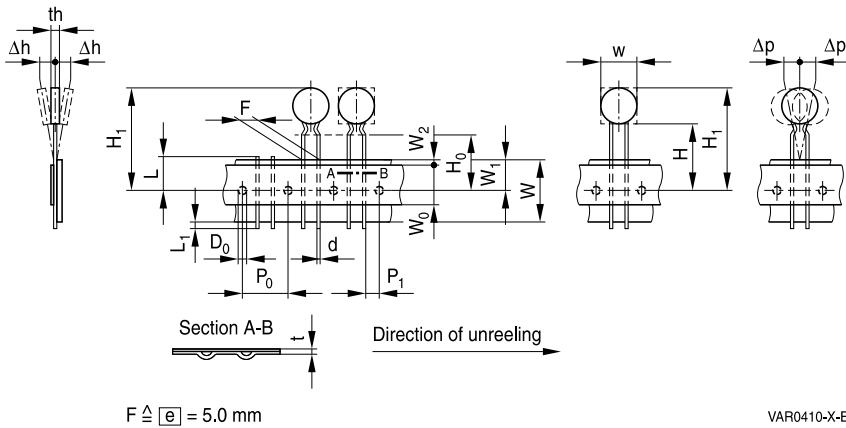 th
Δh Δh
w
Δp Δp
F
H₁
L
W₂
H₀
W₁
W
A B
H
H₁
L₁
D₀
W₀
d
P₀
P₁
Section A-B
t
Direction of unreeling
F ≙ e = 5.0 mm
VAR0410-X-E